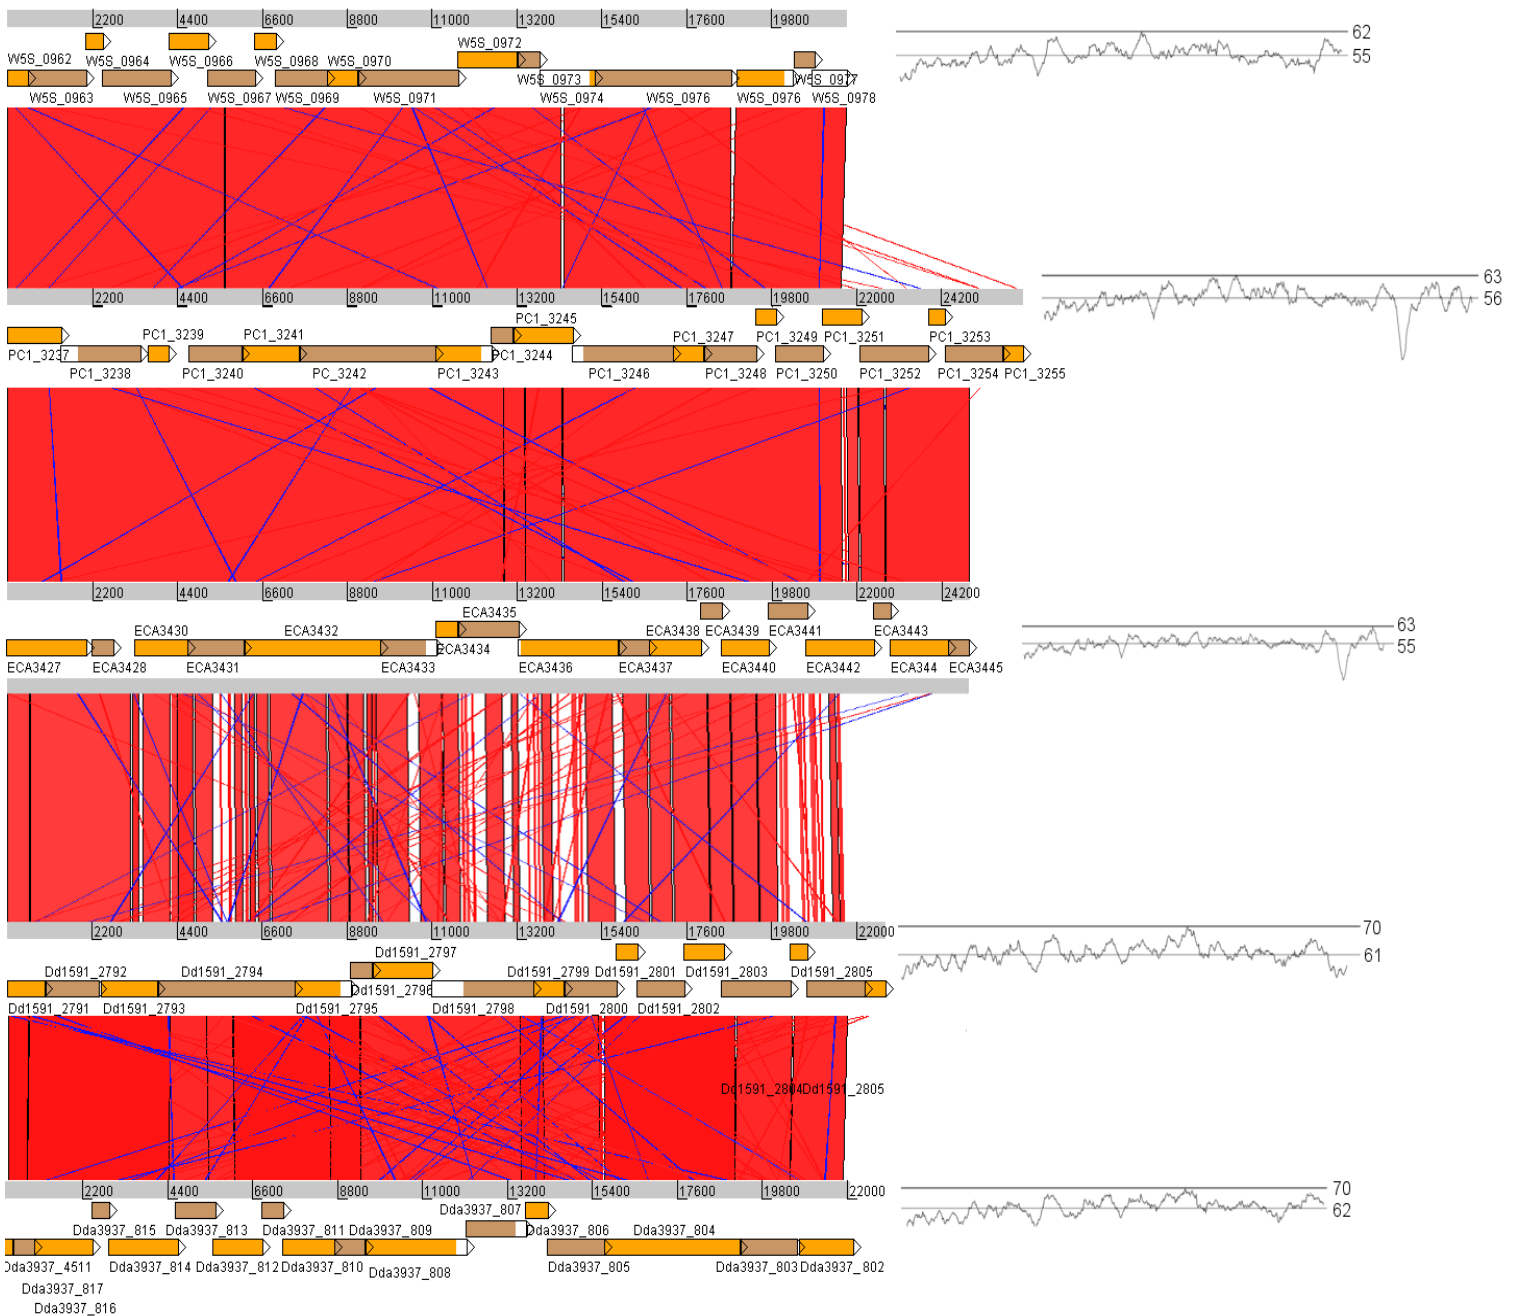 2200 4400 6600 8800 11000 13200 15400 17600 19800
62
55
W5S_0972
W5S_0962 W5S_0964 W5S_0966 W5S_0968 W5S_0970
W5S_0973 W5S_0977
W5S_0963 W5S_0965 W5S_0967 W5S_0969 W5S_0971 W5S_0974 W5S_0976 W5S_0976 W5S_0978
63
56
2200 4400 6600 8800 11000 13200 15400 17600 19800 22000 24200
PC1_3245
PC1_3239 PC1_3241 PC1_3247 PC1_3249 PC1_3251 PC1_3253
PC1_3237 PC1_3244
PC1_3238 PC1_3240 PC_3242 PC1_3243 PC1_3246 PC1_3248 PC1_3250 PC1_3252 PC1_3254 PC1_3255
2200 4400 6600 8800 11000 13200 15400 17600 19800 22000 24200
ECA3435
63
55
ECA3430 ECA3432 ECA3438 ECA3439 ECA3441 ECA3443
ECA3434
ECA3427 ECA3428 ECA3431 ECA3433 ECA3436 ECA3437 ECA3440 ECA3442 ECA344 ECA3445
2200 4400 6600 8800 11000 13200 15400 17600 19800 22000
70
61
Dd1591_2797
Dd1591_2792 Dd1591_2794 Dd1591_2799 Dd1591_2801 Dd1591_2803 Dd1591_2805
Dd1591_2796
Dd1591_2791 Dd1591_2793 Dd1591_2795 Dd1591_2798 Dd1591_2800 Dd1591_2802
Dd1591_2804 Dd1591_2805
2200 4400 6600 8800 11000 13200 15400 17600 19800 22000
70
62
Dda3937_807
Dda3937_815 Dda3937_813 Dda3937_811 Dda3937_809 Dda3937_806 Dda3937_804
Dda3937_4511 Dda3937_814 Dda3937_812 Dda3937_810 Dda3937_808 Dda3937_805 Dda3937_803 Dda3937_802
Dda3937_817
Dda3937_816